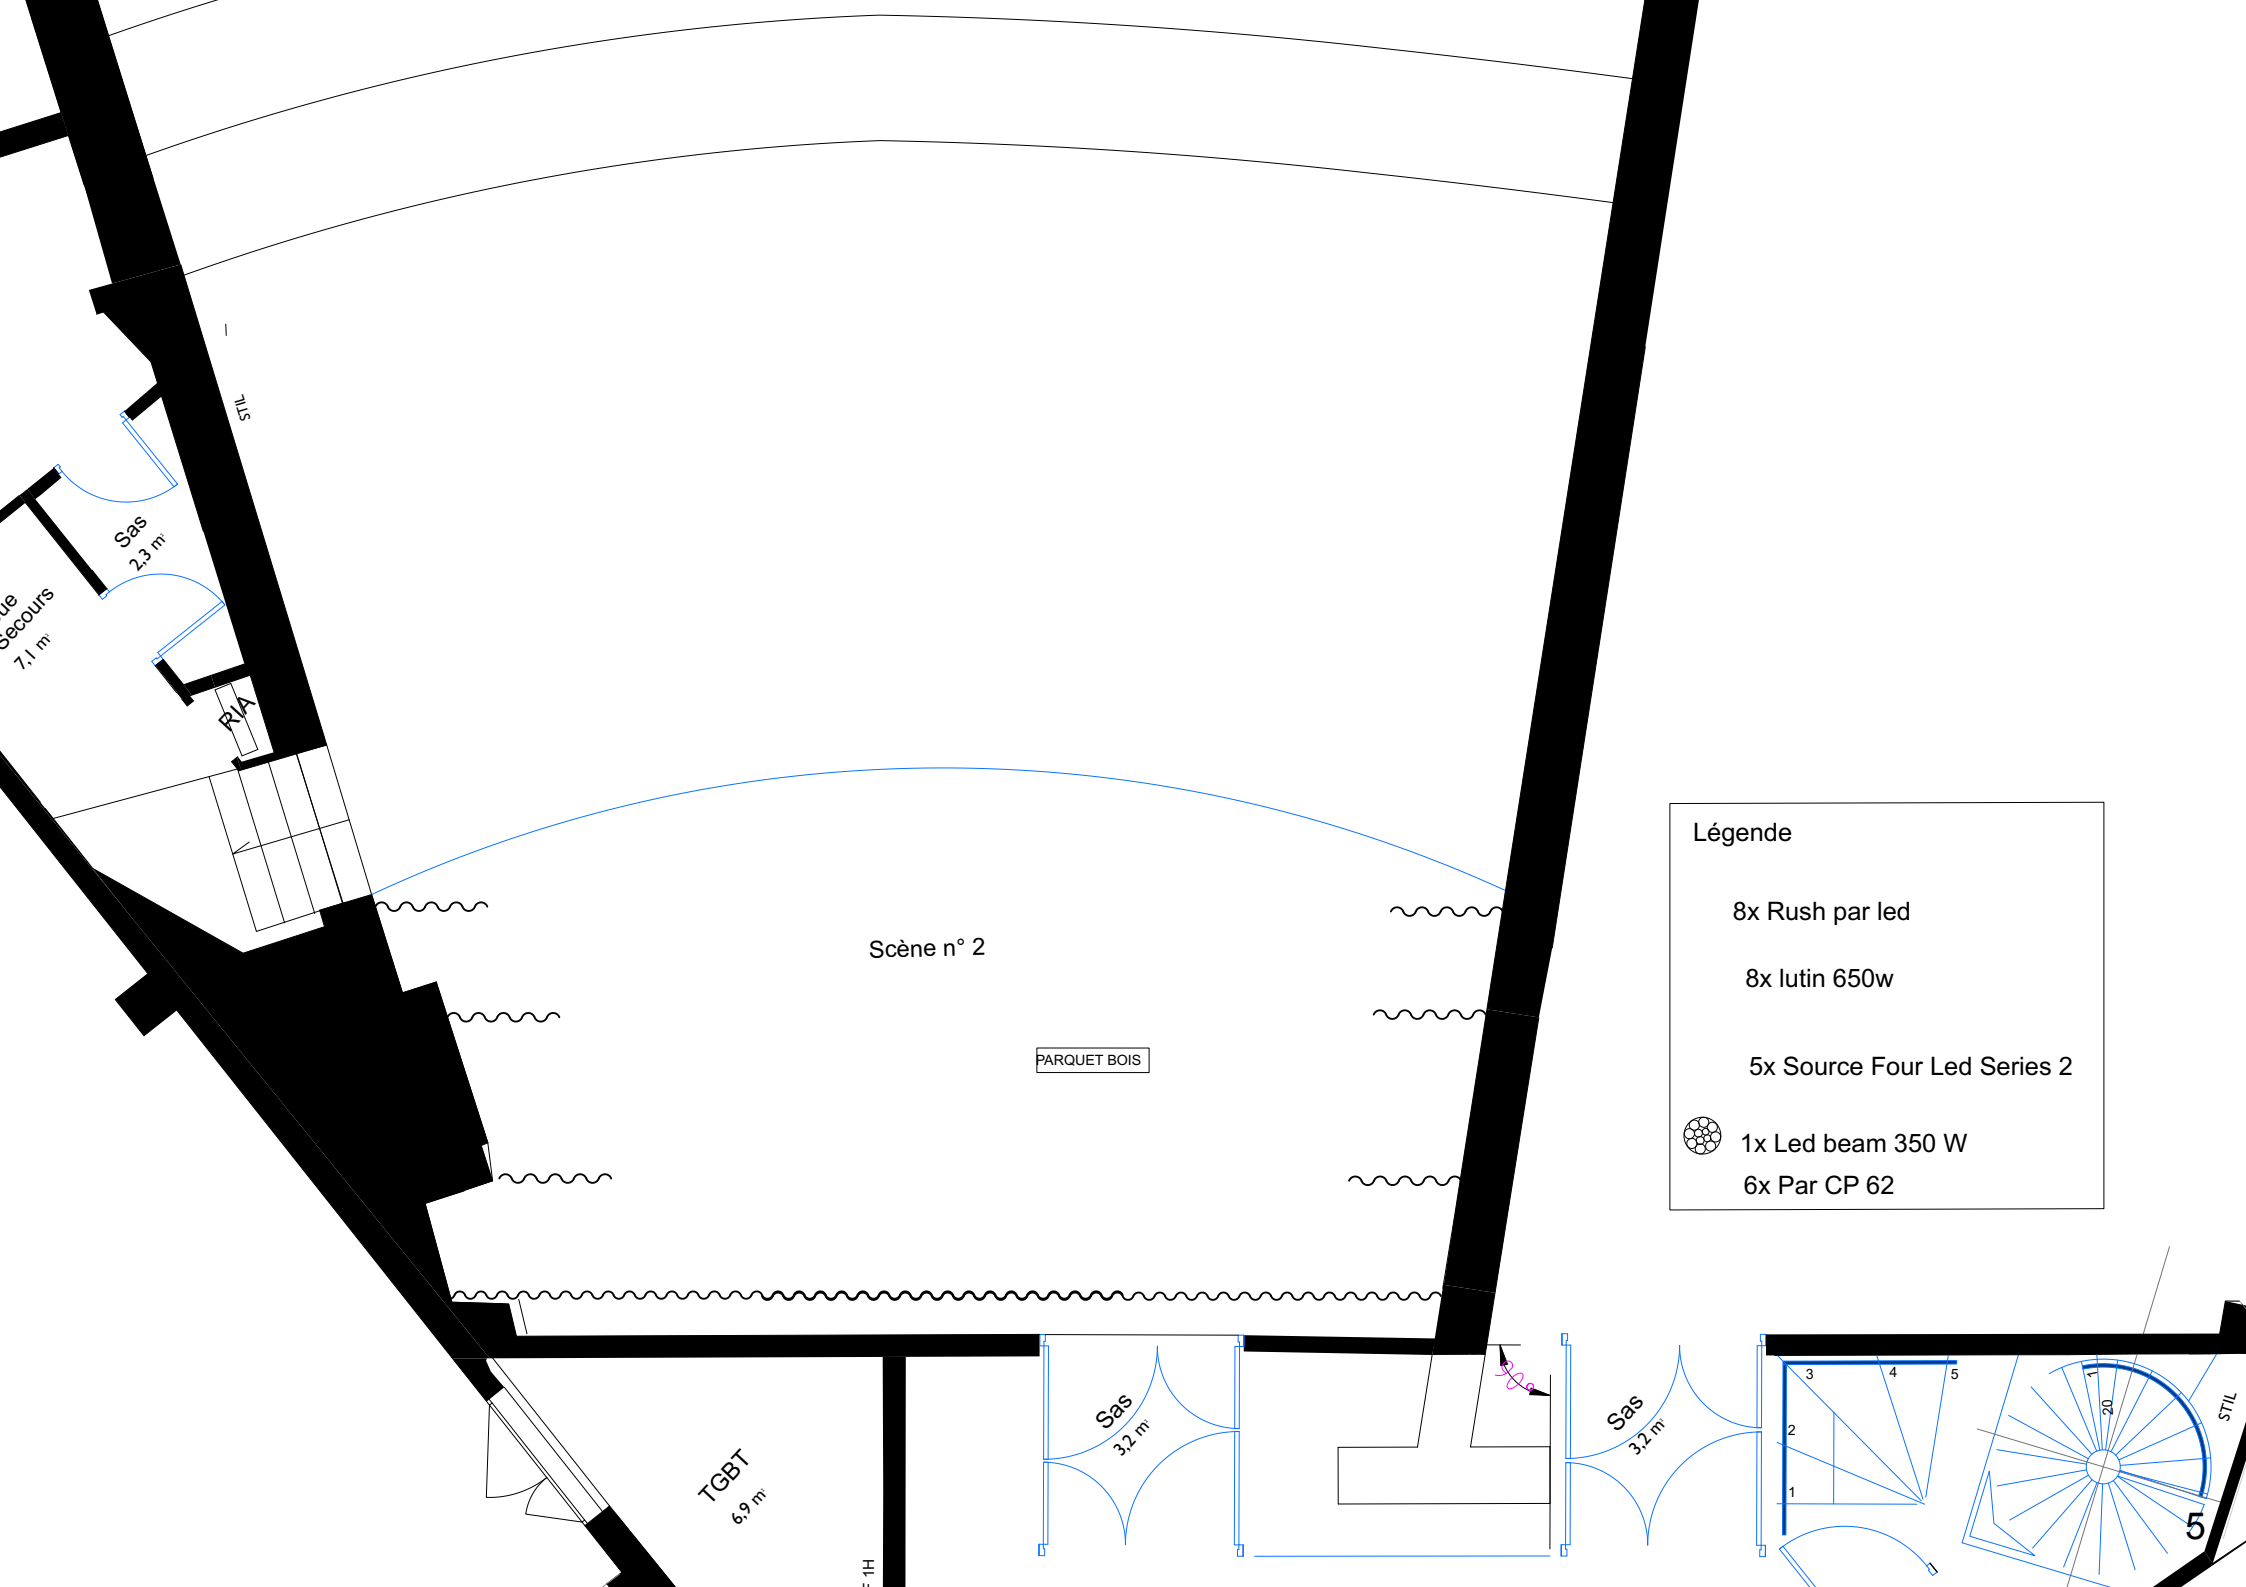 STIL
Sas
2,3 m²
Secours
7,1 m²
RIA
Légende
8x Rush par led
8x lutin 650w
5x Source Four Led Series 2
1x Led beam 350 W
6x Par CP 62
Scène n° 2
PARQUET BOIS
Sas
3,2 m²
Sas
3,2 m²
TGBT
6,9 m²
1H
3
4
5
2
1
1
20
STIL
5